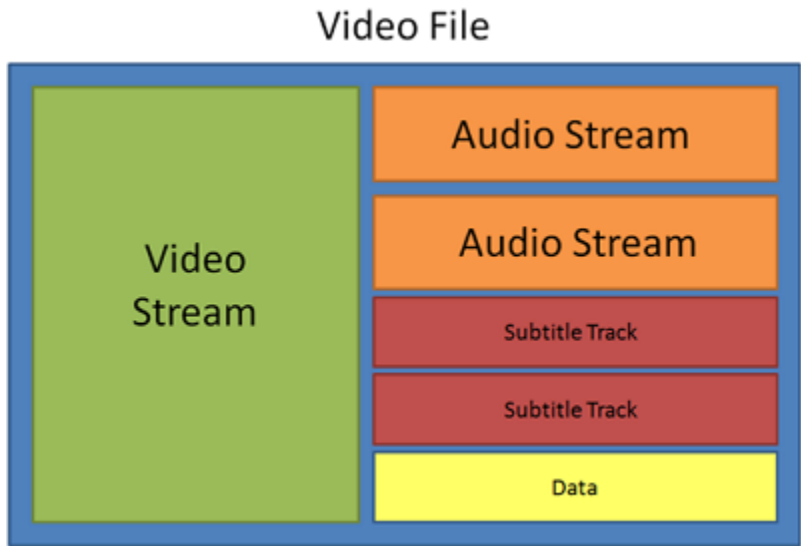 Video File
Video
Stream
Audio Stream
Audio Stream
Subtitle Track
Subtitle Track
Data